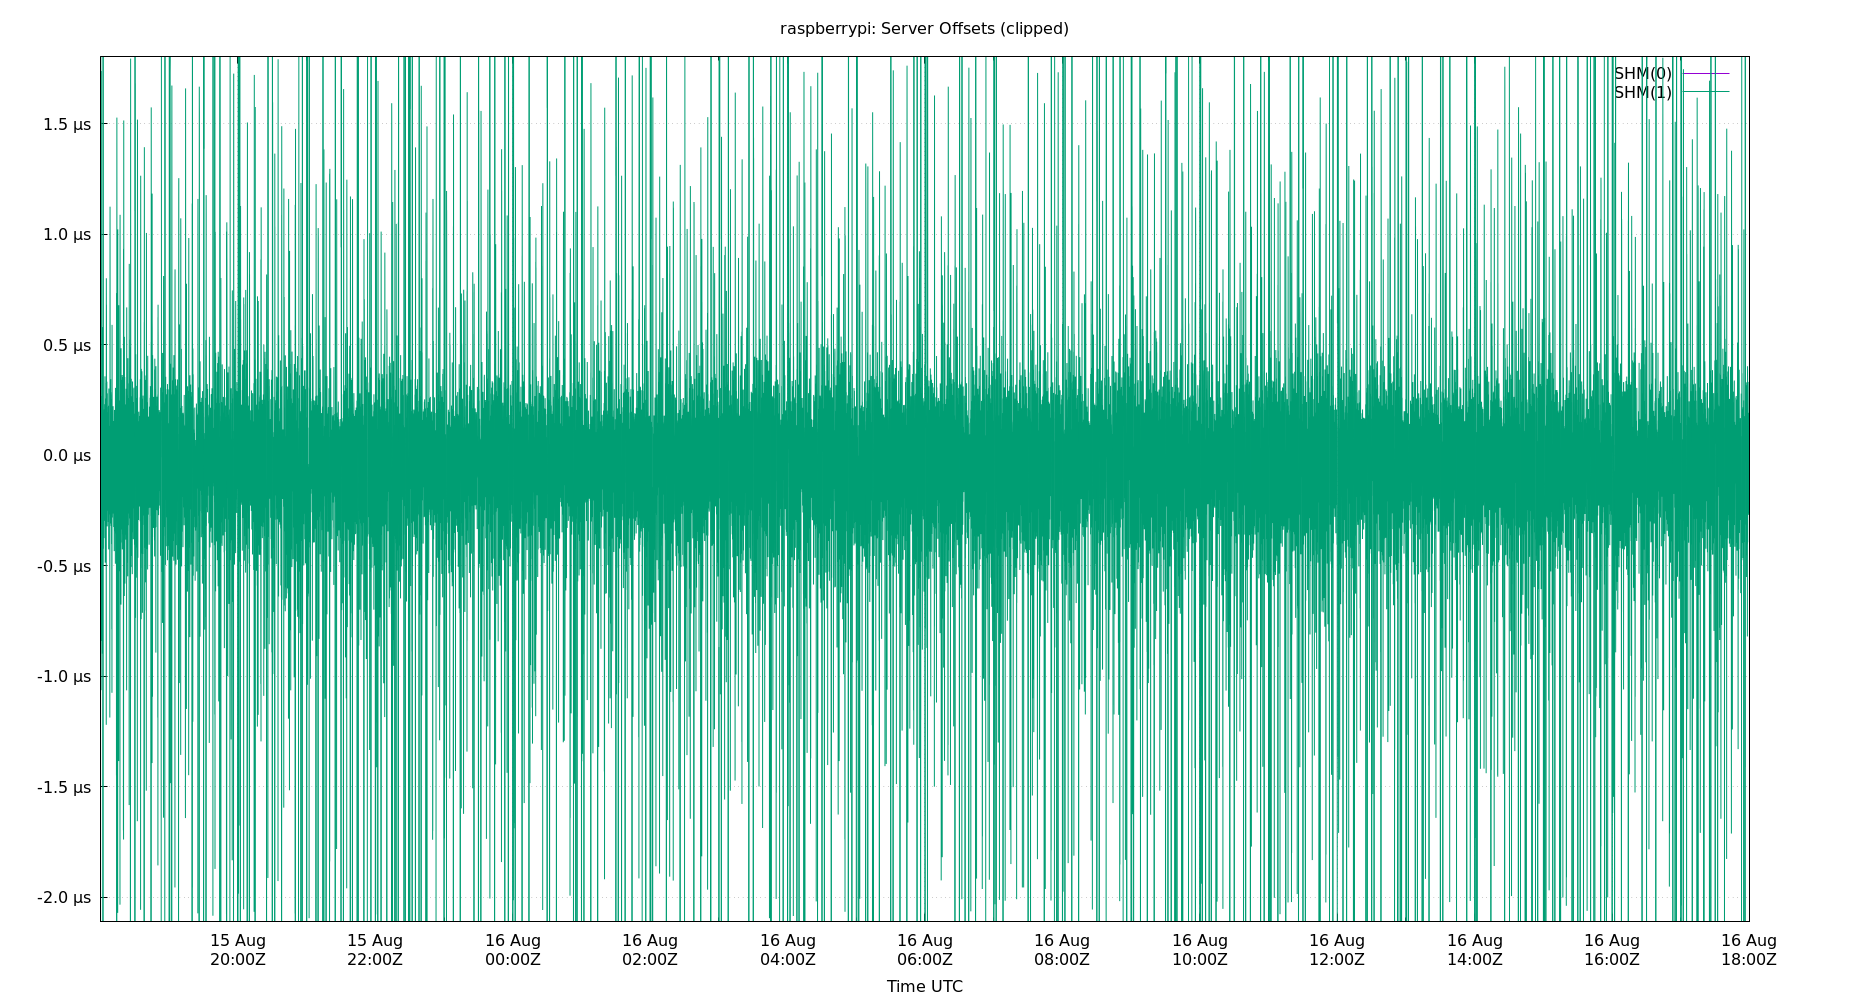 raspberrypi: Server Offsets (clipped)
SHM(0)
SHM(1)
1.5 µs
1.0 µs
0.5 µs
0.0 µs
-0.5 µs
-1.0 µs
-1.5 µs
-2.0 µs
15 Aug 15 Aug 16 Aug 16 Aug 16 Aug 16 Aug 16 Aug 16 Aug 16 Aug 16 Aug 16 Aug 16 Aug
20:00Z 22:00Z 00:00Z 02:00Z 04:00Z 06:00Z 08:00Z 10:00Z 12:00Z 14:00Z 16:00Z 18:00Z
Time UTC